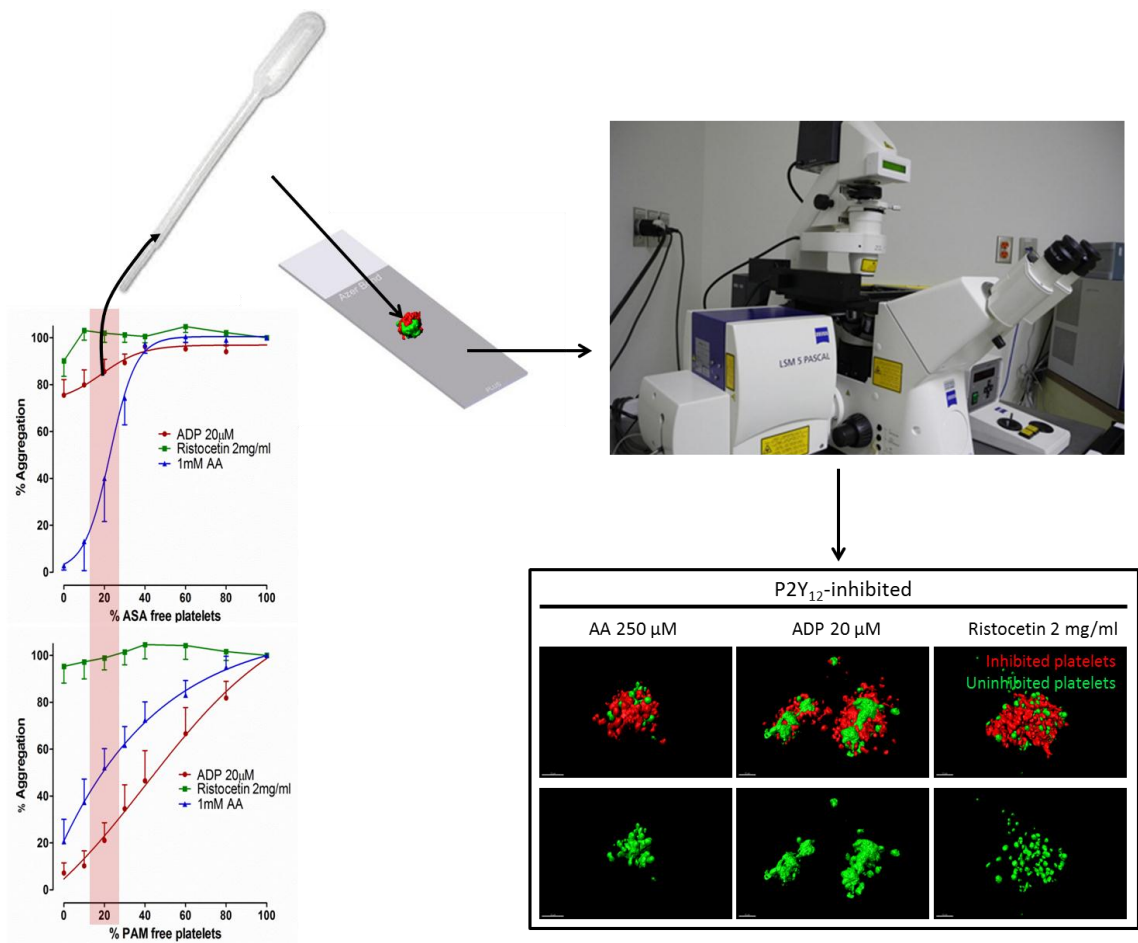 Azer B
PLUS
ZEISS
LSM 5 PASCAL
ZEISS
100
80
60
40
20
0
% Aggregation
ADP 20μM
Ristocetin 2mg/ml
1mM AA
0 20 40 60 80 100
% ASA free platelets
100
80
60
40
20
0
% Aggregation
ADP 20μM
Ristocetin 2mg/ml
1mM AA
0 20 40 60 80 100
% PAM free platelets
P2Y₁₂-inhibited
AA 250 μM ADP 20 μM Ristocetin 2 mg/ml
Inhibited platelets
Uninhibited platelets